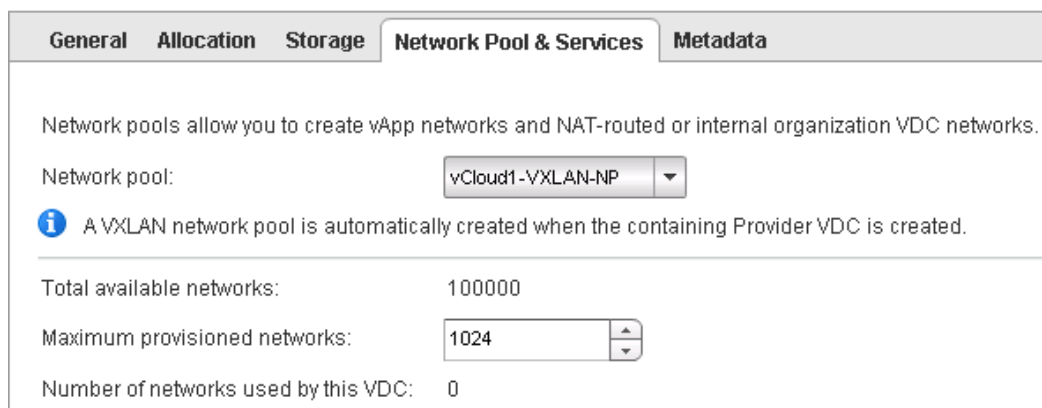 General Allocation Storage Network Pool & Services Metadata
Network pools allow you to create vApp networks and NAT-routed or internal organization VDC networks.
Network pool: vCloud1-VXLAN-NP
A VXLAN network pool is automatically created when the containing Provider VDC is created.
Total available networks: 100000
Maximum provisioned networks: 1024
Number of networks used by this VDC: 0